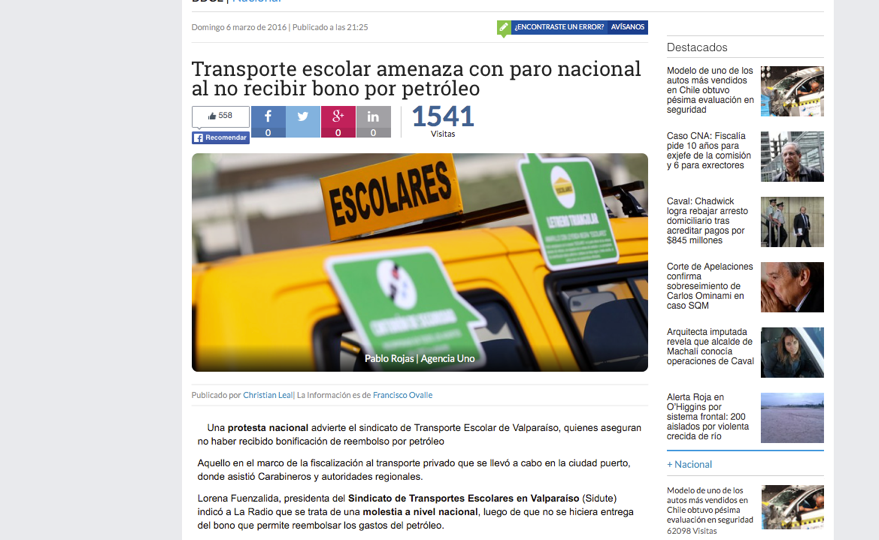 Nacional
Domingo 6 marzo de 2016 | Publicado a las 21:25
¿ENCONTRASTE UN ERROR? AVÍSANOS
Transporte escolar amenaza con paro nacional
al no recibir bono por petróleo
558
Recomendar
0
0
0
1541
Visitas
ESCOLARES
LETRERO TRIANGULAR
Pablo Rojas | Agencia Uno
Publicado por Christian Leal| La Información es de Francisco Ovalle
Una protesta nacional advierte el sindicato de Transporte Escolar de Valparaíso, quienes aseguran
no haber recibido bonificación de reembolso por petróleo
Aquello en el marco de la fiscalización al transporte privado que se llevó a cabo en la ciudad puerto,
donde asistió Carabineros y autoridades regionales.
Lorena Fuenzalida, presidenta del Sindicato de Transportes Escolares en Valparaíso (Sidute)
indicó a La Radio que se trata de una molestia a nivel nacional, luego de que no se hiciera entrega
del bono que permite reembolsar los gastos del petróleo.
Destacados
Modelo de uno de los
autos más vendidos
en Chile obtuvo
pésima evaluación en
seguridad
Caso CNA: Fiscalía
pide 10 años para
exjefe de la comisión
y 6 para exrectores
Caval: Chadwick
logra rebajar arresto
domiciliario tras
acreditar pagos por
$845 millones
Corte de Apelaciones
confirma
sobreseimiento de
Carlos Ominami en
caso SQM
Arquitecta imputada
revela que alcalde de
Machalí conocía
operaciones de Caval
Alerta Roja en
O'Higgins por
sistema frontal: 200
aislados por violenta
crecida de río
+ Nacional
Modelo de uno de los
autos más vendidos en
Chile obtuvo pésima
evaluación en seguridad
62098 Visitas